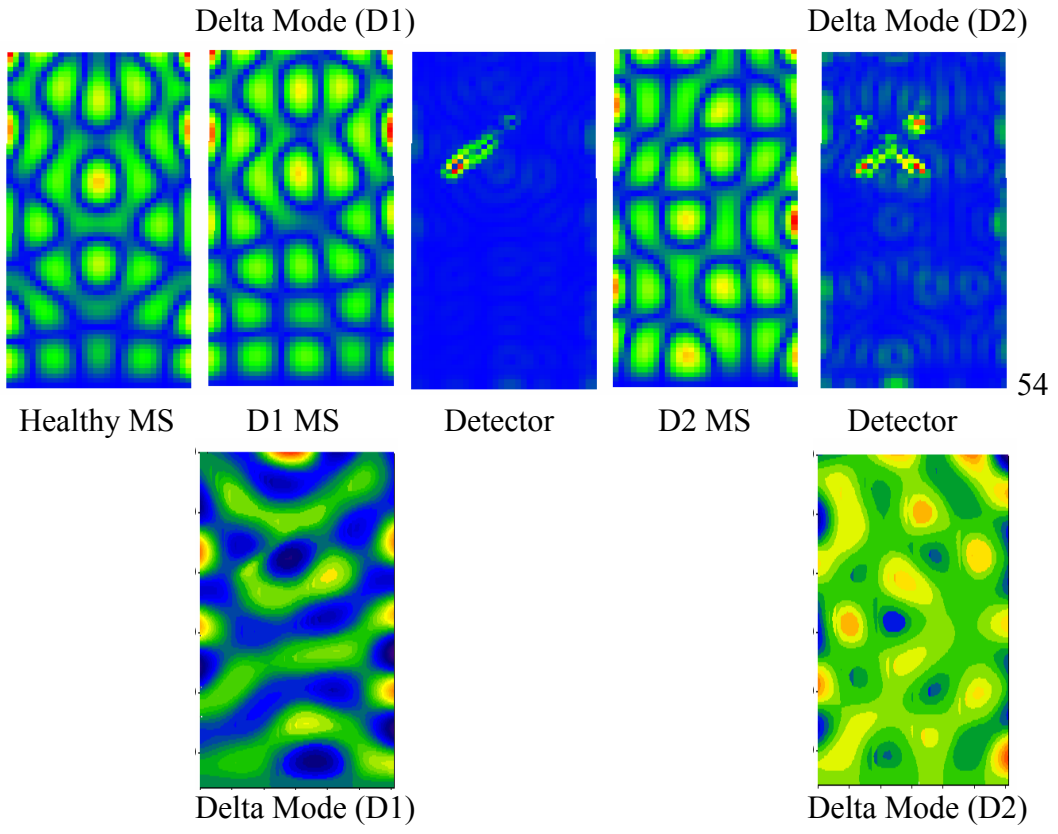 Delta Mode (D1)
Delta Mode (D2)
54
Healthy MS
D1 MS
Detector
D2 MS
Detector
Delta Mode (D1)
Delta Mode (D2)